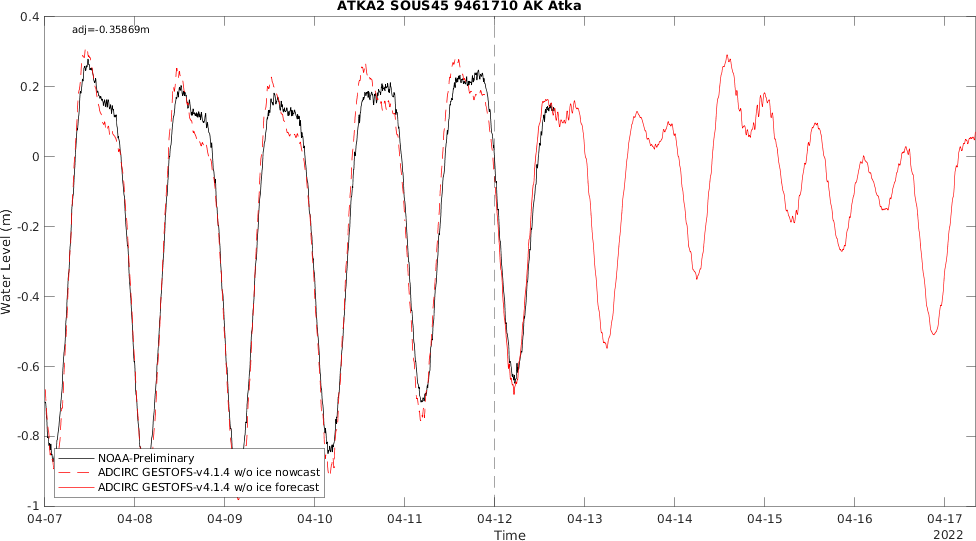 ATKA2 SOUS45 9461710 AK Atka
adj=-0.35869m
0.4
0.2
0
-0.2
-0.4
-0.6
-0.8
-1
Water Level (m)
NOAA-Preliminary
ADCIRC GESTOFS-v4.1.4 w/o ice nowcast
ADCIRC GESTOFS-v4.1.4 w/o ice forecast
04-07 04-08 04-09 04-10 04-11 04-12 04-13 04-14 04-15 04-16 04-17
Time
2022